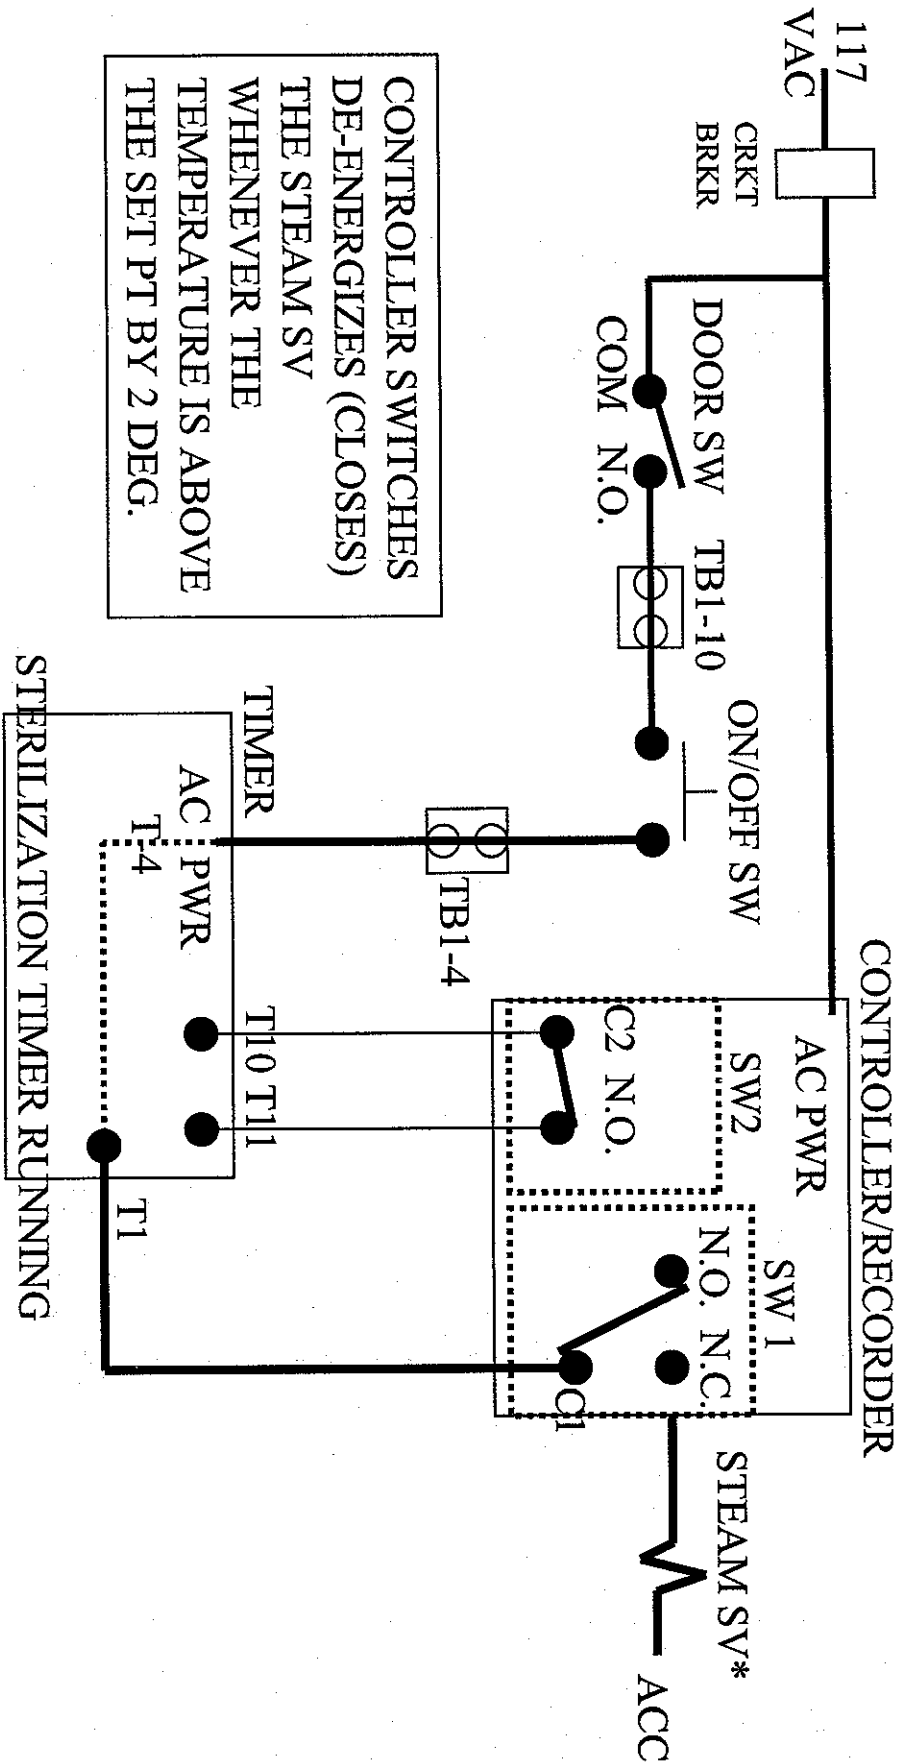 117
VAC
CRKT
BRKR
CONTROLLER/RECORDER
AC PWR
DOOR SW
COM N.O.
TB1-10
ON/OFF SW
SW2
C2 N.O.
SW 1
N.O. N.C.
C1
STEAM SV*
ACC
TB1-4
CONTROLLER SWITCHES
DE-ENERGIZES (CLOSES)
THE STEAM SV
WHENEVER THE
TEMPERATURE IS ABOVE
THE SET PT BY 2 DEG.
TIMER
AC PWR
T-4
T10 T11
T1
STERILIZATION TIMER RUNNING